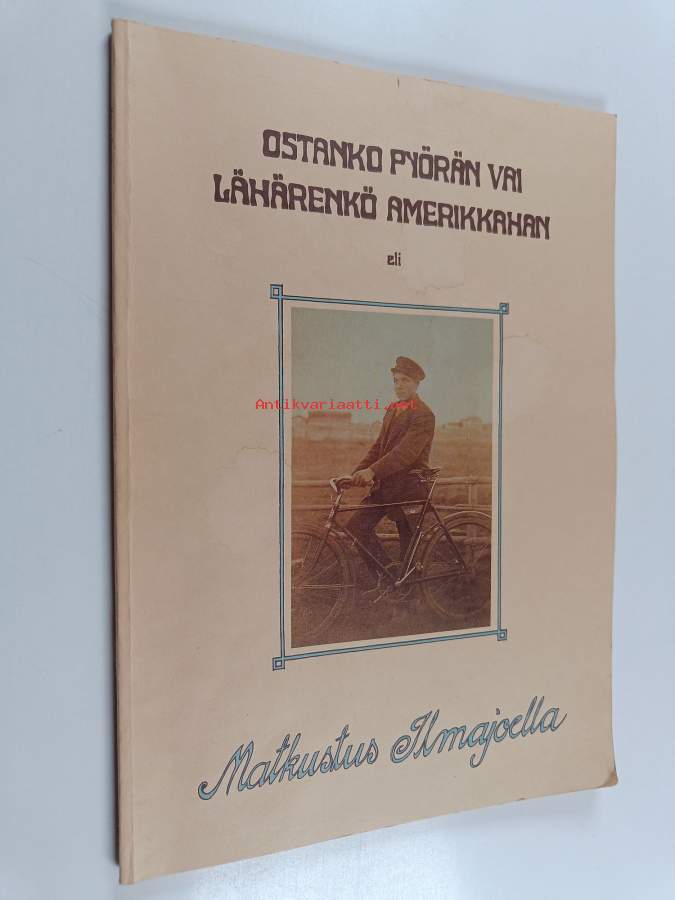 OSTANKO PYÖRÄN VAI
LÄHÄRENKÖ AMERIKKAHAN
eli
Antikvariaatti.net
Matkustus Ilmajoella